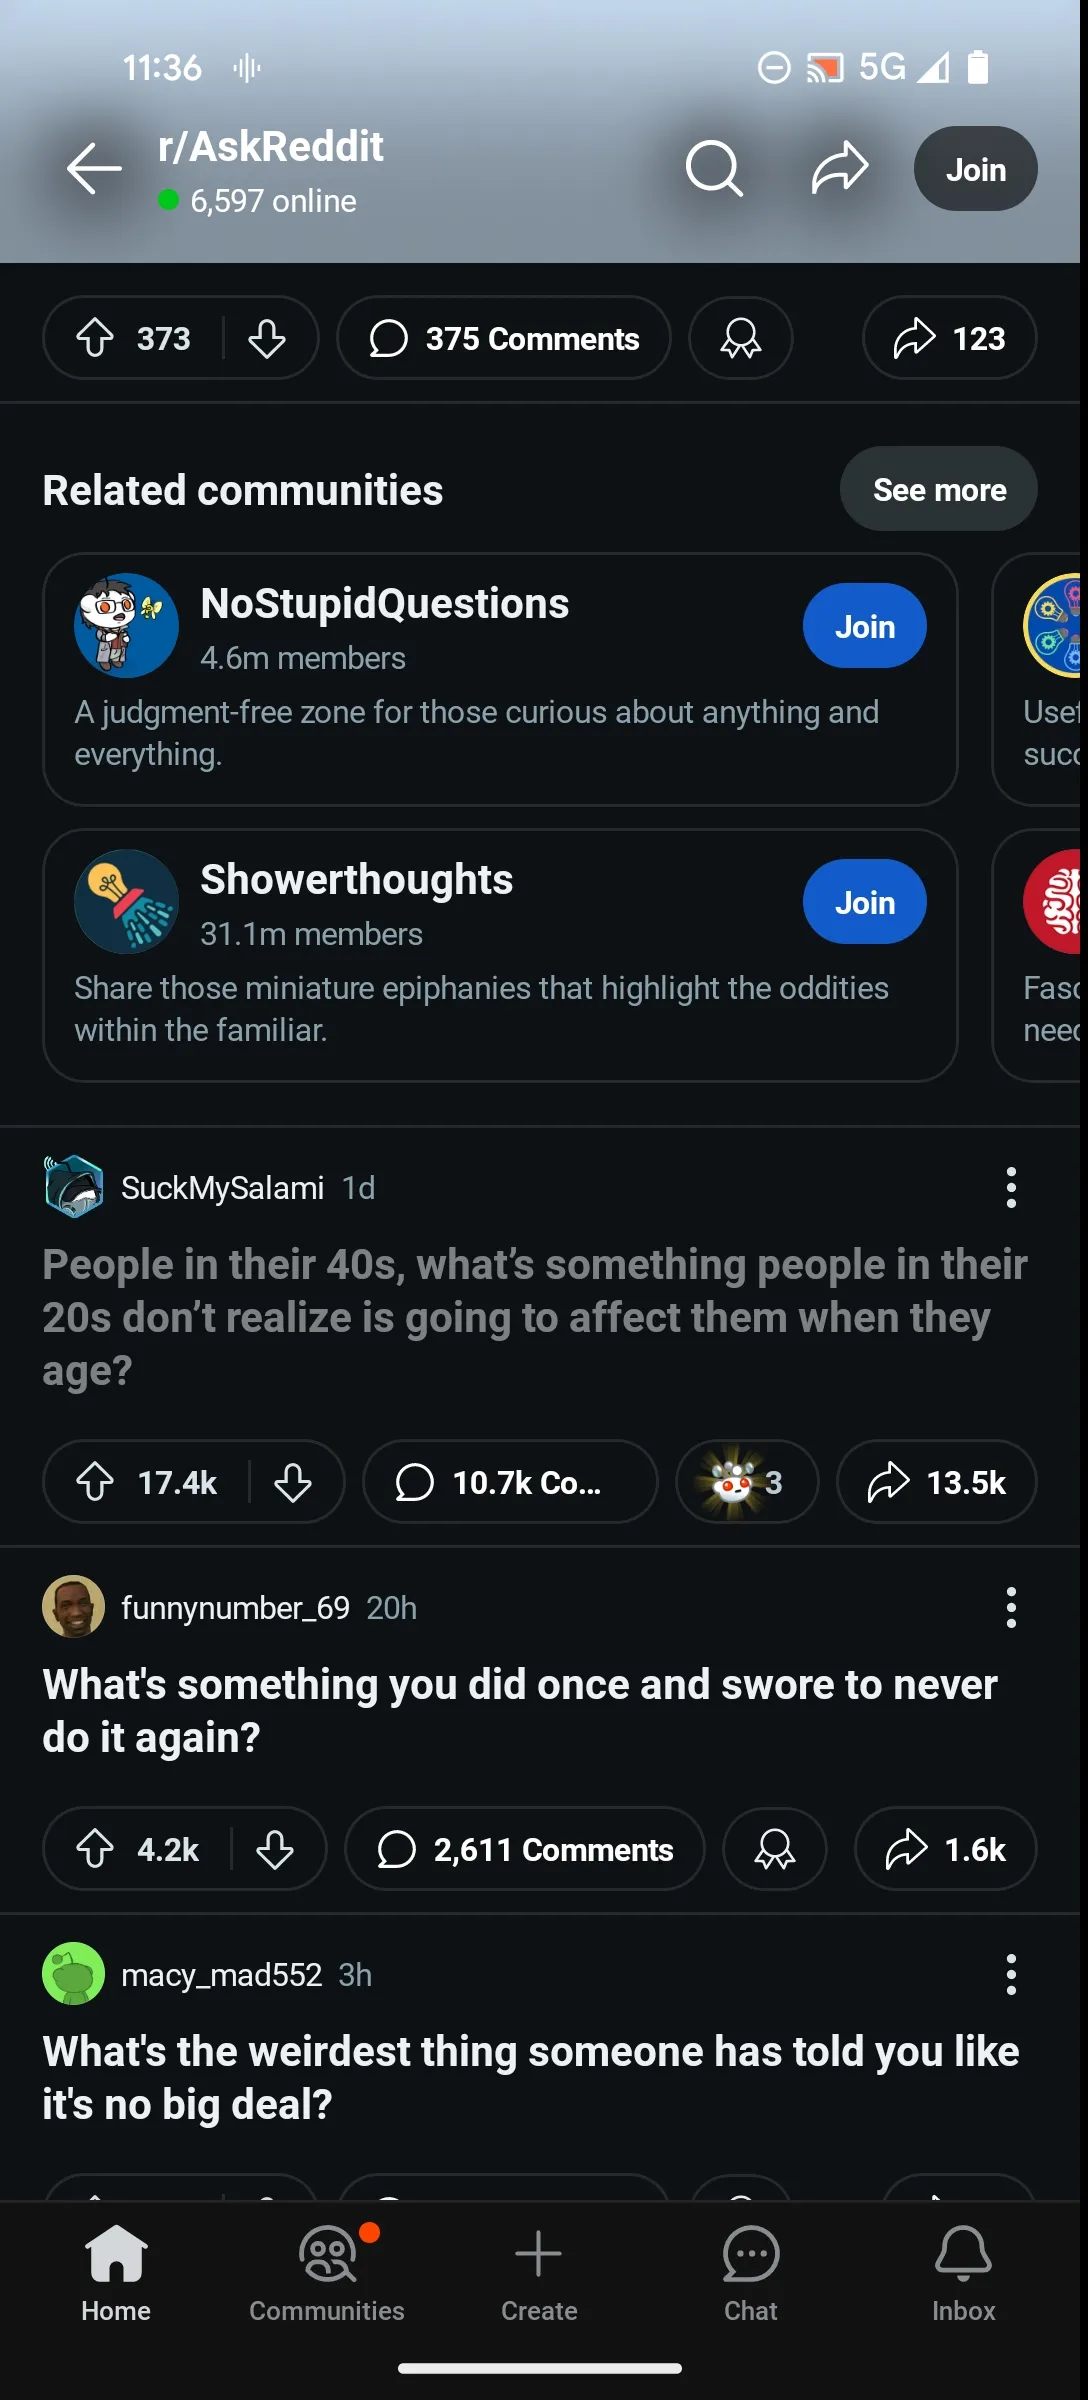 11:36
5G
r/AskReddit
6,597 online
Join
373
375 Comments
123
Related communities
See more
NoStupidQuestions
4.6m members
Join
A judgment-free zone for those curious about anything and
everything.
Showerthoughts
31.1m members
Join
Share those miniature epiphanies that highlight the oddities
within the familiar.
SuckMySalami 1d
People in their 40s, what’s something people in their
20s don’t realize is going to affect them when they
age?
17.4k
10.7k Co...
3
13.5k
funnynumber_69 20h
What's something you did once and swore to never
do it again?
4.2k
2,611 Comments
1.6k
macy_mad552 3h
What's the weirdest thing someone has told you like
it's no big deal?
Home
Communities
Create
Chat
Inbox